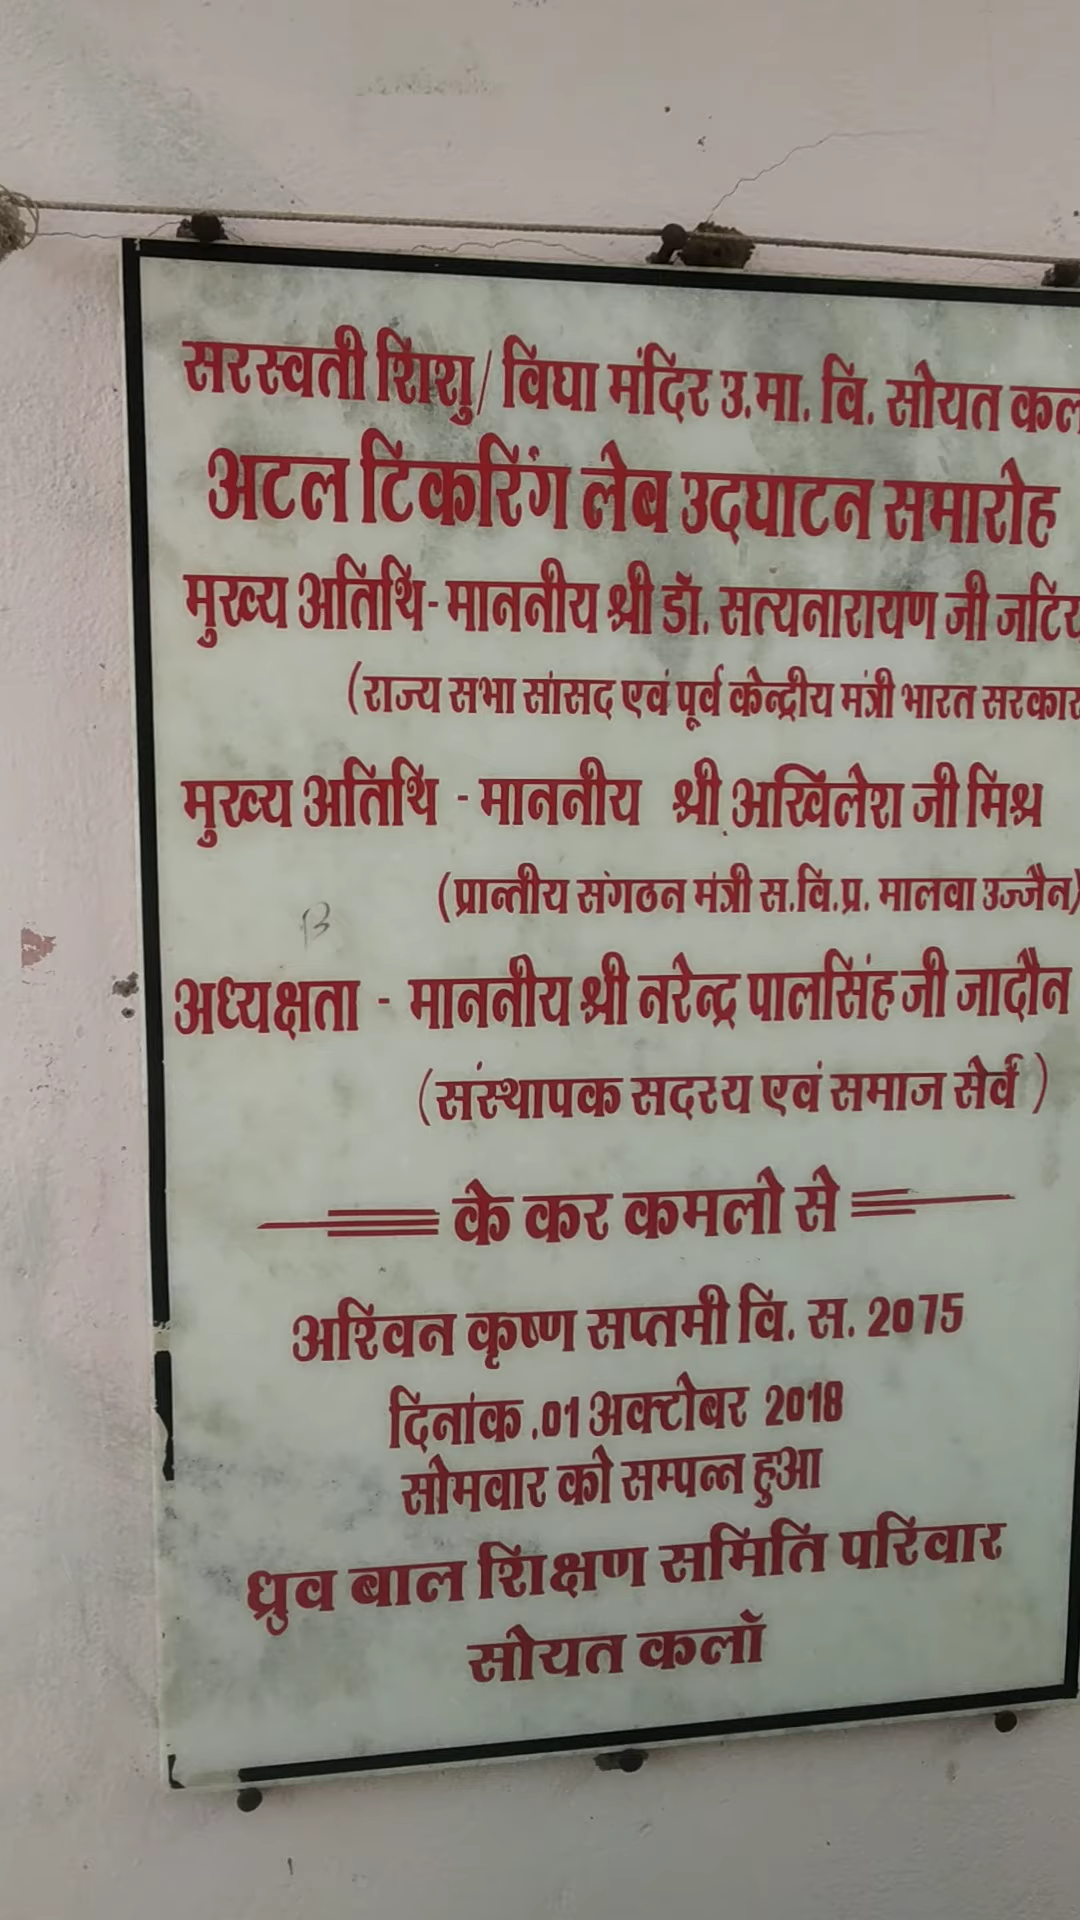 सरस्वती शिशु/ विघा मंदिर उ.मा. वि. सोयत कल
अटल टिकरिंग लेब उद्घाटन समारोह
मुख्य अतिथि- माननीय श्री डॉ. सत्यनारायण जी जटिय
(राज्य सभा सांसद एवं पूर्व केन्द्रीय मंत्री भारत सरकार
मुख्य अतिथि - माननीय श्री अखिलेश जी मिश्र
(प्रान्तीय संगठन मंत्री स.वि.प्र. मालवा उज्जैन)
अध्यक्षता - माननीय श्री नरेन्द्र पालसिंह जी जादौन
(संस्थापक सदस्य एवं समाज सेवैं)
के कर कमलो से
अश्विन कृष्ण सप्तमी वि. स. 2075
दिनांक .01 अक्टोबर 2018
सोमवार को सम्पन्न हुआ
ध्रुव बाल शिक्षण समिति परिवार
सोयत कलॉ